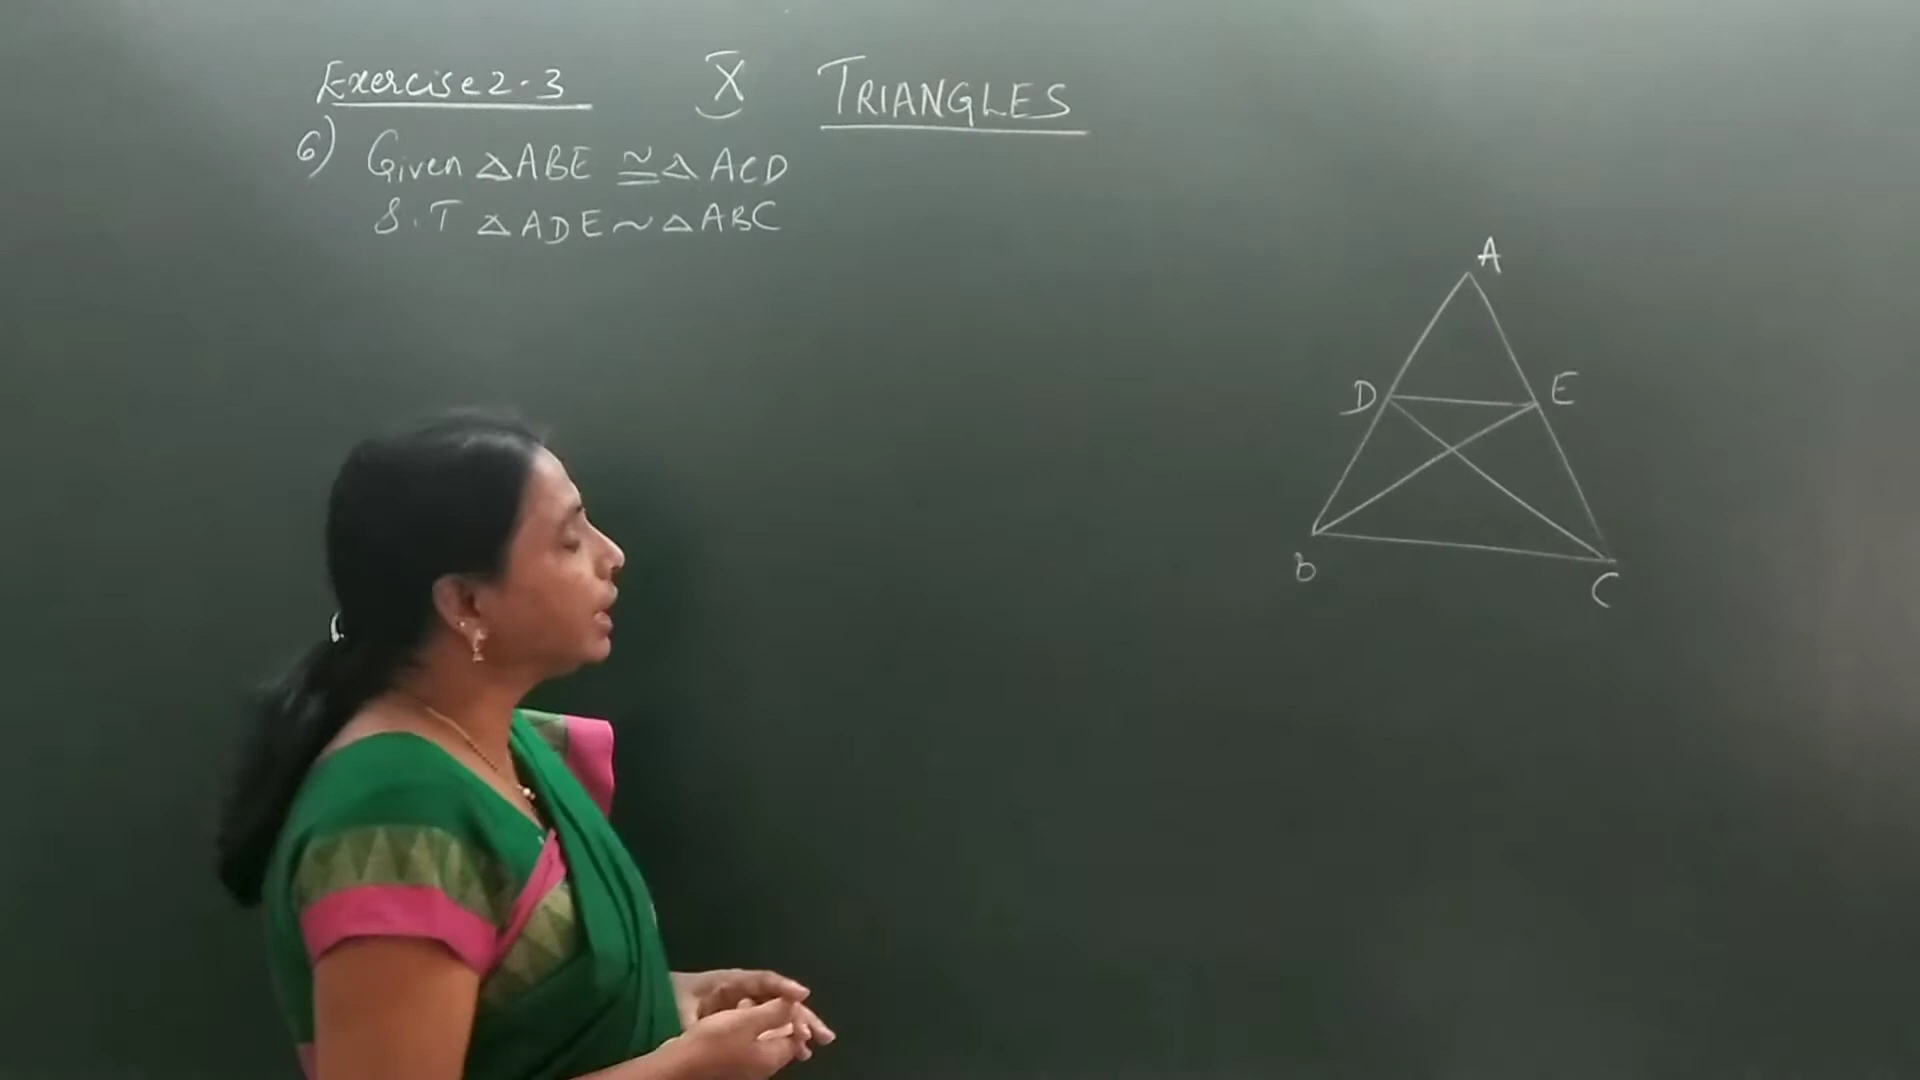 Exercise 2.3 X TRIANGLES
6) Given △ABE ≅ △ACD
S.T △ADE ~ △ABC
A
D E
b C